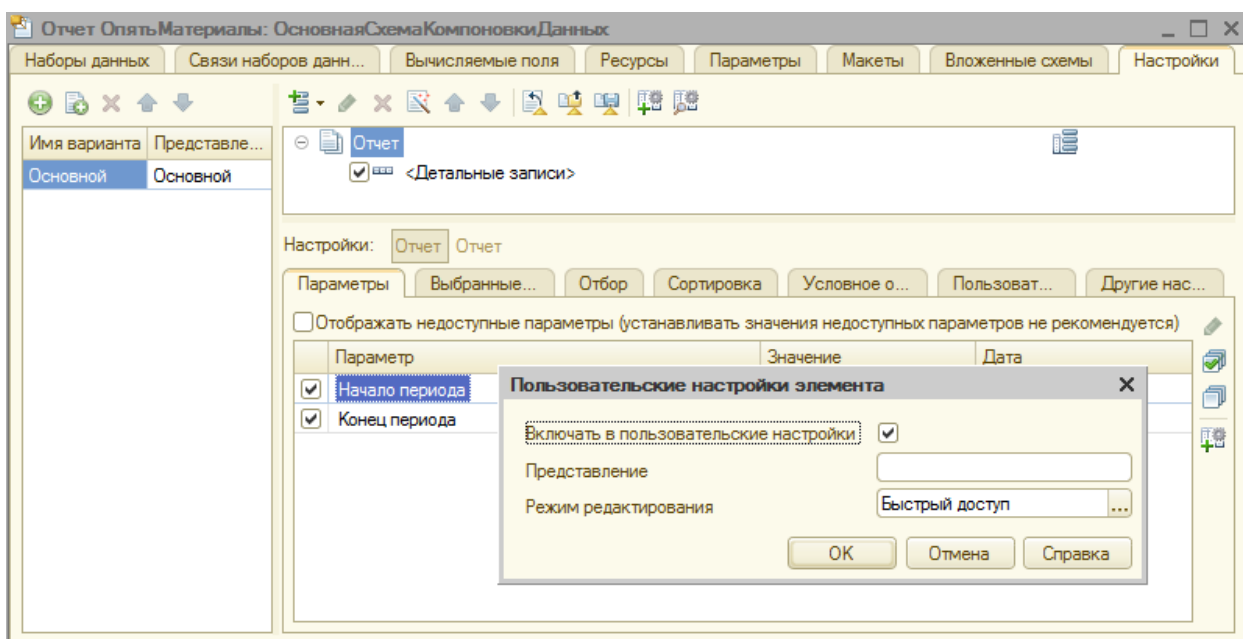 Отчет ОпятьМатериалы: ОсновнаяСхемаКомпоновкиДанных
Наборы данных Связи наборов данн... Вычисляемые поля Ресурсы Параметры Макеты Вложенные схемы Настройки
Имя варианта Представле...
Основной Основной
Отчет
<Детальные записи>
Настройки: Отчет Отчет
Параметры Выбранные... Отбор Сортировка Условное о... Пользоват... Другие нас...
Отображать недоступные параметры (устанавливать значения недоступных параметров не рекомендуется)
Параметр Значение Дата
Начало периода
Конец периода
Пользовательские настройки элемента
Включать в пользовательские настройки
Представление
Режим редактирования Быстрый доступ ...
ОК Отмена Справка